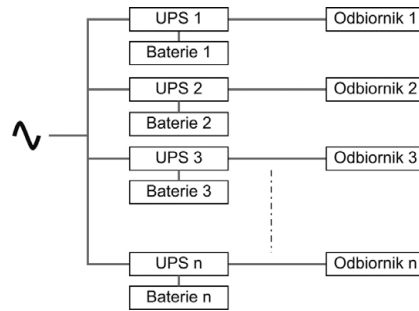 UPS 1 Odbiornik 1
Baterie 1
UPS 2 Odbiornik 2
Baterie 2
UPS 3 Odbiornik 3
Baterie 3
UPS n Odbiornik n
Baterie n